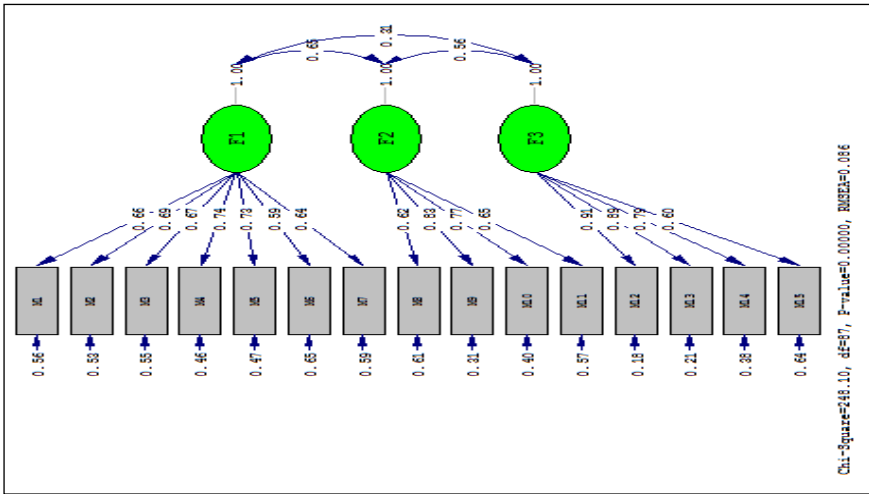 0.31
0.65 0.56
1.00 1.00 1.00
F1 F2 F3
0.66 0.69 0.67 0.74 0.73 0.59 0.64 0.62 0.83 0.77 0.65 0.91 0.89 0.79 0.60
M1 M2 M3 M4 M5 M6 M7 M8 M9 M10 M11 M12 M13 M14 M15
0.56 0.53 0.55 0.46 0.47 0.65 0.59 0.61 0.31 0.40 0.57 0.18 0.21 0.38 0.64
Chi-Square=248.10, df=87, P-value=0.00000, RMSEA=0.086